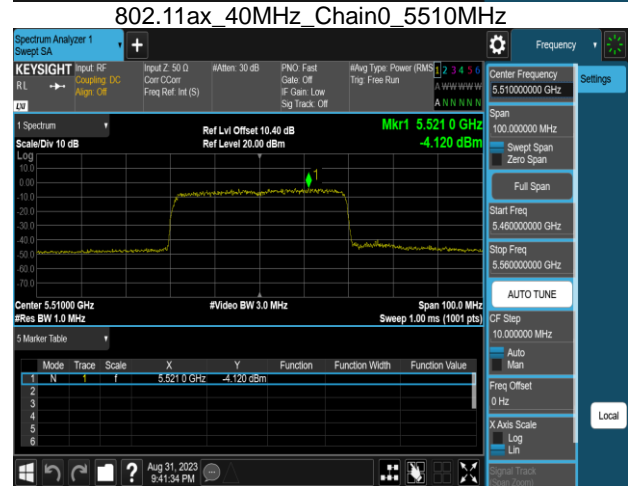 802.11ax_40MHz_Chain0_5510MHz
Spectrum Analyzer 1
Swept SA
Frequency
KEYSIGHT
RL
LXI
Input: RF
Coupling: DC
Align: Off
Input Z: 50 Ω
Corr CCorr
Freq Ref: Int (S)
#Atten: 30 dB
PNO: Fast
Gate: Off
IF Gain: Low
Sig Track: Off
#Avg Type: Power (RMS
Trig: Free Run
1 2 3 4 5 6
A W W W W W
A N N N N N
1 Spectrum
Scale/Div 10 dB
Ref Lvl Offset 10.40 dB
Ref Level 20.00 dBm
Mkr1 5.521 0 GHz
-4.120 dBm
Log
10.0
0.00
-10.0
-20.0
-30.0
-40.0
-50.0
-60.0
-70.0
1
Center 5.51000 GHz
#Res BW 1.0 MHz
#Video BW 3.0 MHz
Span 100.0 MHz
Sweep 1.00 ms (1001 pts)
5 Marker Table
Mode Trace Scale X Y Function Function Width Function Value
1 N 1 f 5.521 0 GHz -4.120 dBm
2
3
4
5
6
Aug 31, 2023
9:41:34 PM
Center Frequency
5.510000000 GHz
Span
100.000000 MHz
Swept Span
Zero Span
Full Span
Start Freq
5.460000000 GHz
Stop Freq
5.560000000 GHz
AUTO TUNE
CF Step
10.000000 MHz
Auto
Man
Freq Offset
0 Hz
X Axis Scale
Log
Lin
Signal Track
(Span Zoom)
Settings
Local